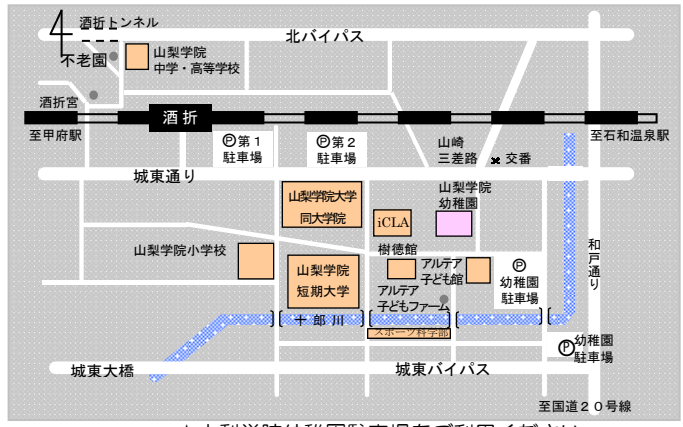 酒折トンネル
北バイパス
不老園
山梨学院
中学・高等学校
酒折宮
酒折
至甲府駅
Ⓟ第１
駐車場
Ⓟ第２
駐車場
山崎
三差路
交番
至石和温泉駅
城東通り
山梨学院大学
同大学院
iCLA
山梨学院
幼稚園
山梨学院小学校
樹徳館
アルテア
子ども館
Ⓟ
幼稚園
駐車場
和戸通り
山梨学院
短期大学
アルテア
子どもファーム
十郎川
スポーツ科学部
Ⓟ幼稚園
駐車場
城東大橋
城東バイパス
至国道２０号線